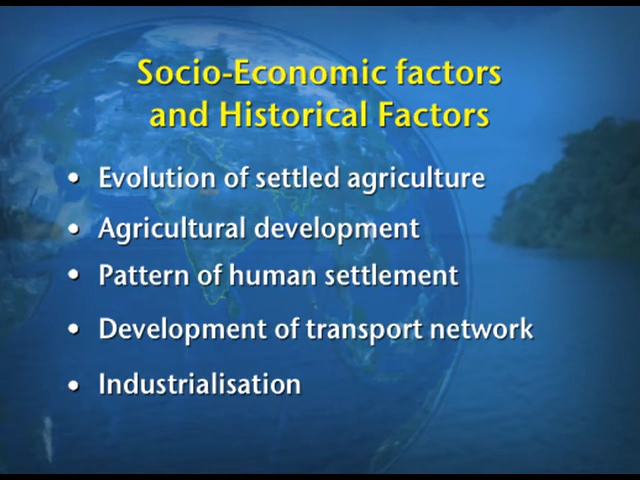 Socio-Economic factors
and Historical Factors
• Evolution of settled agriculture
• Agricultural development
• Pattern of human settlement
• Development of transport network
• Industrialisation